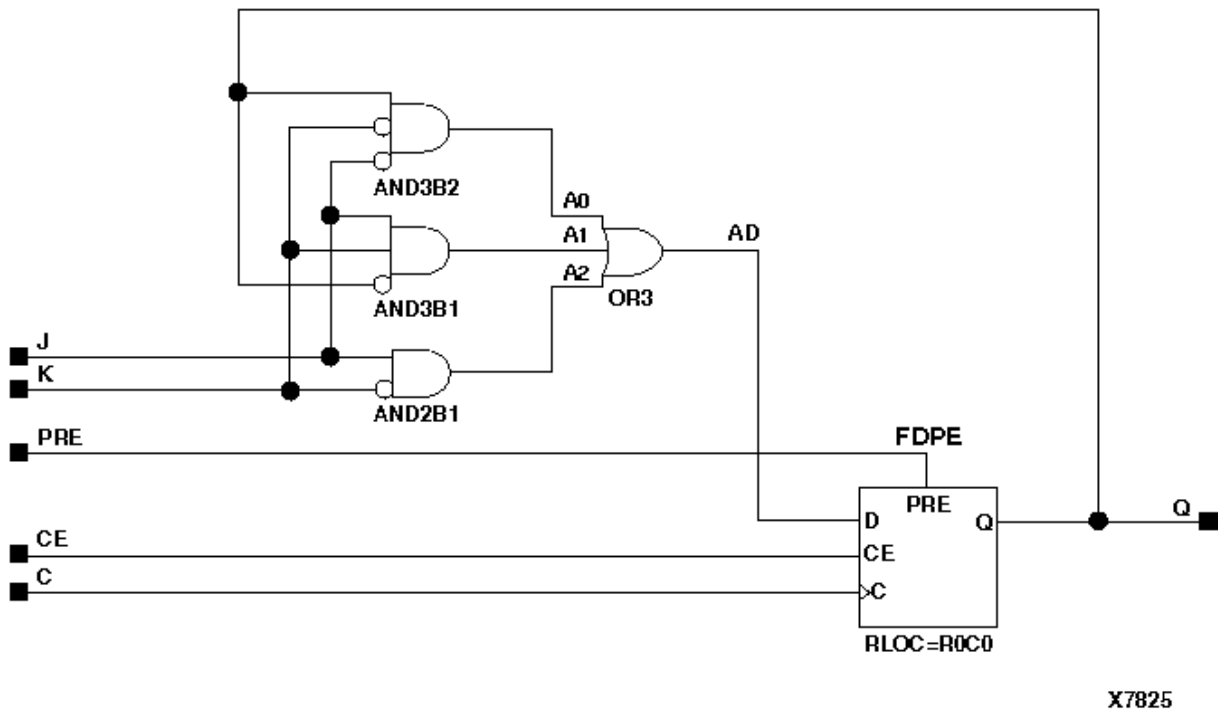 AND3B2
A0
A1
AD
A2
OR3
AND3B1
J
K
AND2B1
PRE
FDPE
PRE
D
Q
Q
CE
CE
C
C
RLOC=R0C0
X7825